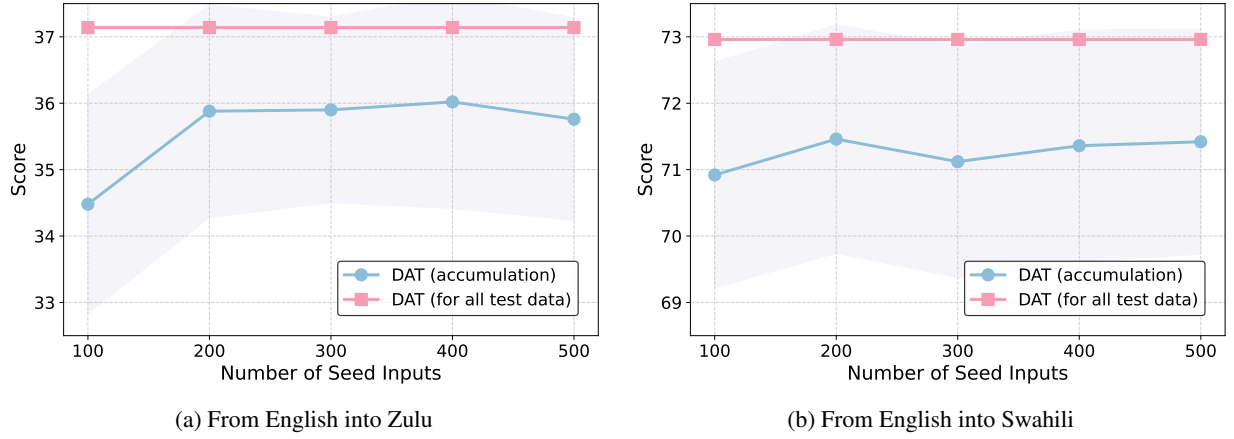 37
36
35
34
33
Score
100 200 300 400 500
Number of Seed Inputs
DAT (accumulation)
DAT (for all test data)
(a) From English into Zulu
73
72
71
70
69
Score
100 200 300 400 500
Number of Seed Inputs
DAT (accumulation)
DAT (for all test data)
(b) From English into Swahili